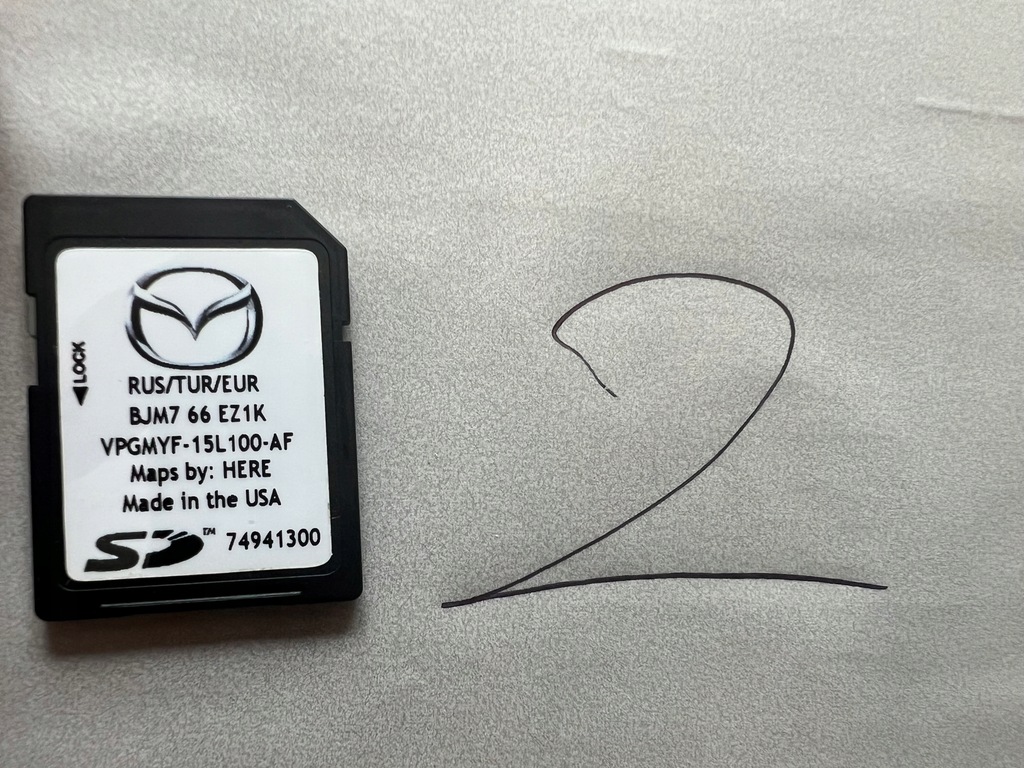 LOCK
RUS/TUR/EUR
BJM7 66 EZ1K
VPGMYF-15L100-AF
Maps by: HERE
Made in the USA
SD™ 74941300
2